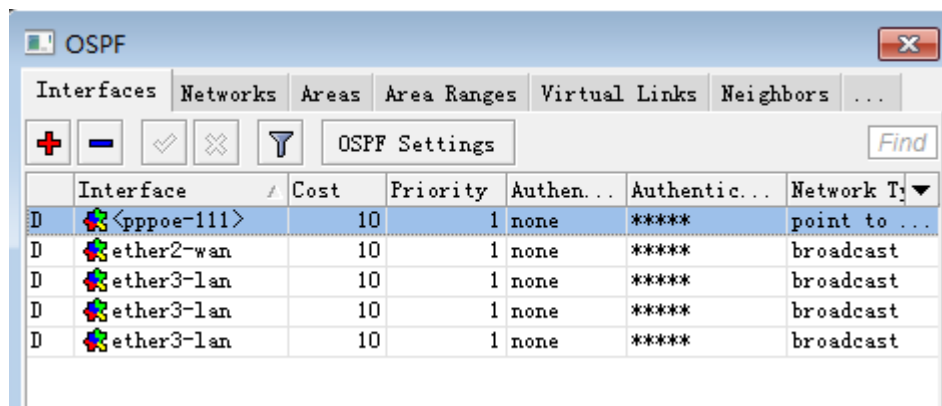 OSPF
Interfaces Networks Areas Area Ranges Virtual Links Neighbors ...
OSPF Settings Find
Interface Cost Priority Authen... Authentic... Network Ty
D <pppoe-111> 10 1 none ***** point to ...
D ether2-wan 10 1 none ***** broadcast
D ether3-lan 10 1 none ***** broadcast
D ether3-lan 10 1 none ***** broadcast
D ether3-lan 10 1 none ***** broadcast